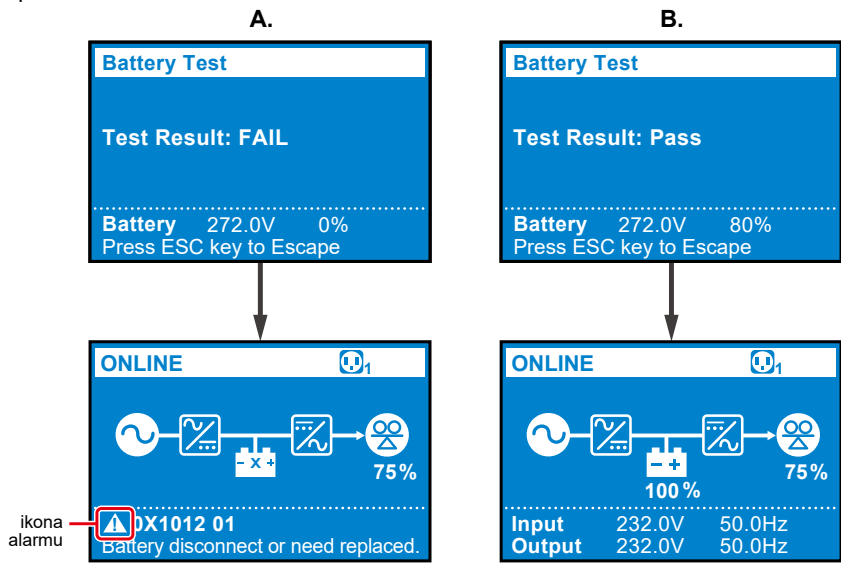 A.
Battery Test
Test Result: FAIL
Battery 272.0V 0%
Press ESC key to Escape
ONLINE 1
75%
ikona
alarmu
0X1012 01
Battery disconnect or need replaced.
B.
Battery Test
Test Result: Pass
Battery 272.0V 80%
Press ESC key to Escape
ONLINE 1
75%
100%
Input 232.0V 50.0Hz
Output 232.0V 50.0Hz